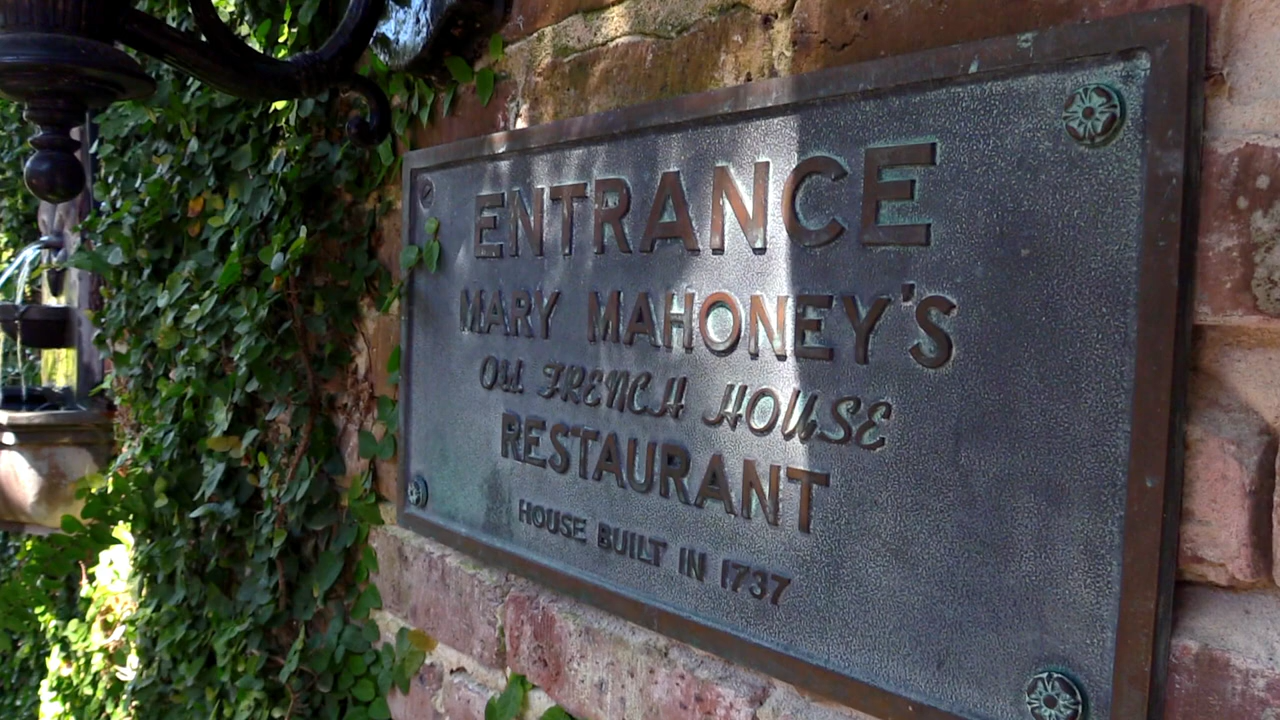 ENTRANCE
MARY MAHONEY'S
Old FRENCH HOUSE
RESTAURANT
HOUSE BUILT IN 1737